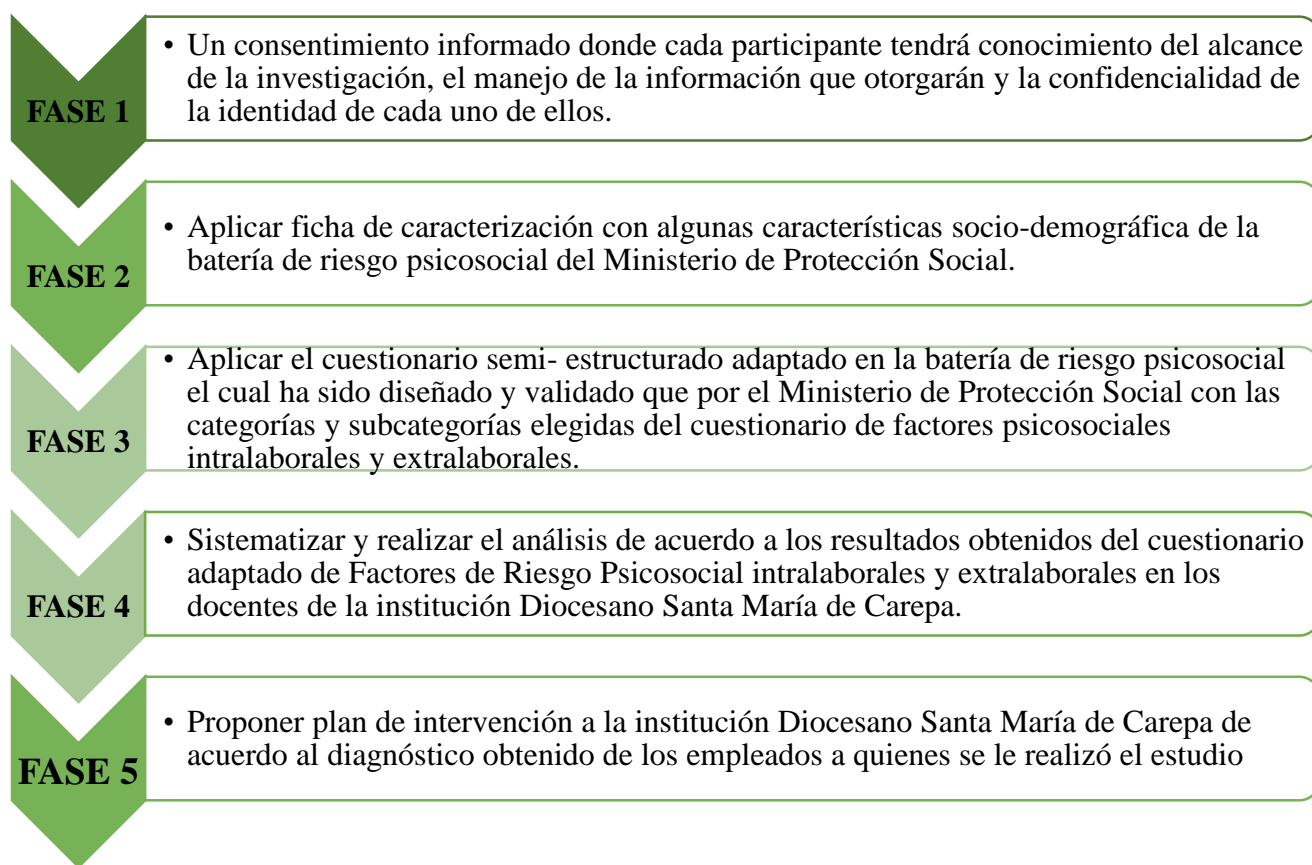 FASE 1
• Un consentimiento informado donde cada participante tendrá conocimiento del alcance
de la investigación, el manejo de la información que otorgarán y la confidencialidad de
la identidad de cada uno de ellos.
FASE 2
• Aplicar ficha de caracterización con algunas características socio-demográfica de la
batería de riesgo psicosocial del Ministerio de Protección Social.
FASE 3
• Aplicar el cuestionario semi- estructurado adaptado en la batería de riesgo psicosocial
el cual ha sido diseñado y validado que por el Ministerio de Protección Social con las
categorías y subcategorías elegidas del cuestionario de factores psicosociales
intralaborales y extralaborales.
FASE 4
• Sistematizar y realizar el análisis de acuerdo a los resultados obtenidos del cuestionario
adaptado de Factores de Riesgo Psicosocial intralaborales y extralaborales en los
docentes de la institución Diocesano Santa María de Carepa.
FASE 5
• Proponer plan de intervención a la institución Diocesano Santa María de Carepa de
acuerdo al diagnóstico obtenido de los empleados a quienes se le realizó el estudio